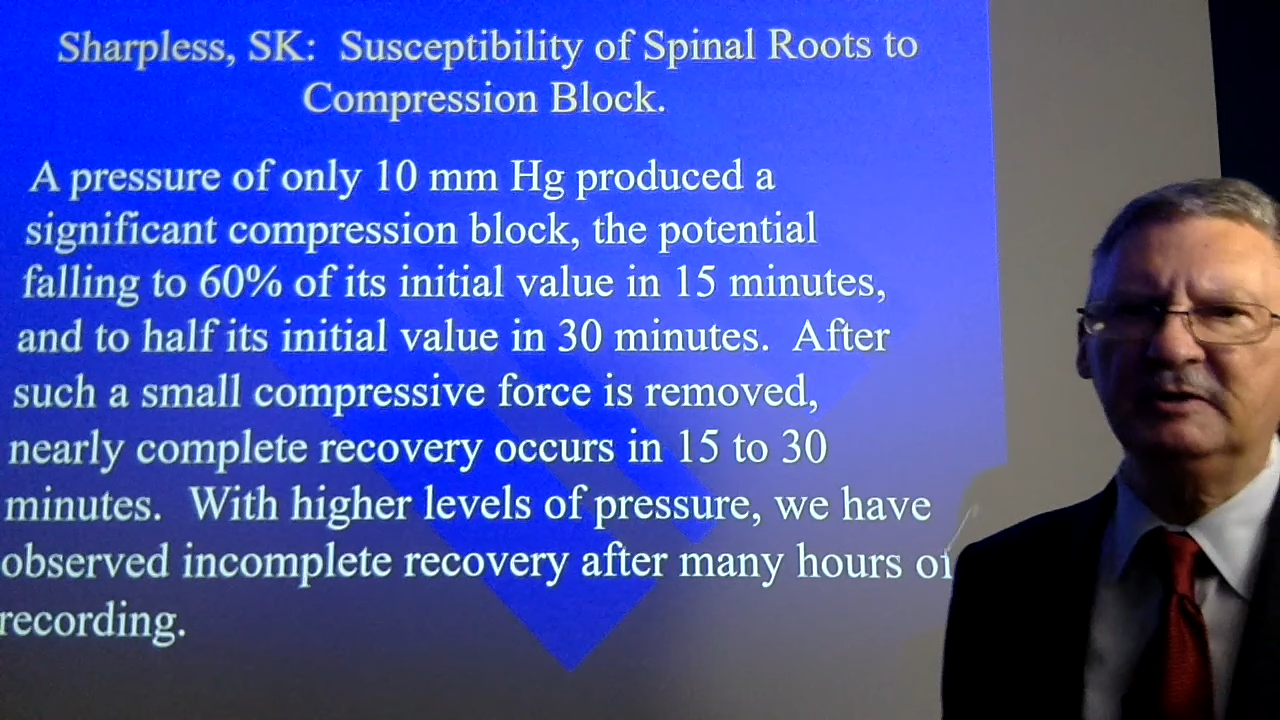 Sharpless, SK: Susceptibility of Spinal Roots to
Compression Block.
A pressure of only 10 mm Hg produced a
significant compression block, the potential
falling to 60% of its initial value in 15 minutes,
and to half its initial value in 30 minutes. After
such a small compressive force is removed,
nearly complete recovery occurs in 15 to 30
minutes. With higher levels of pressure, we have
observed incomplete recovery after many hours of
recording.